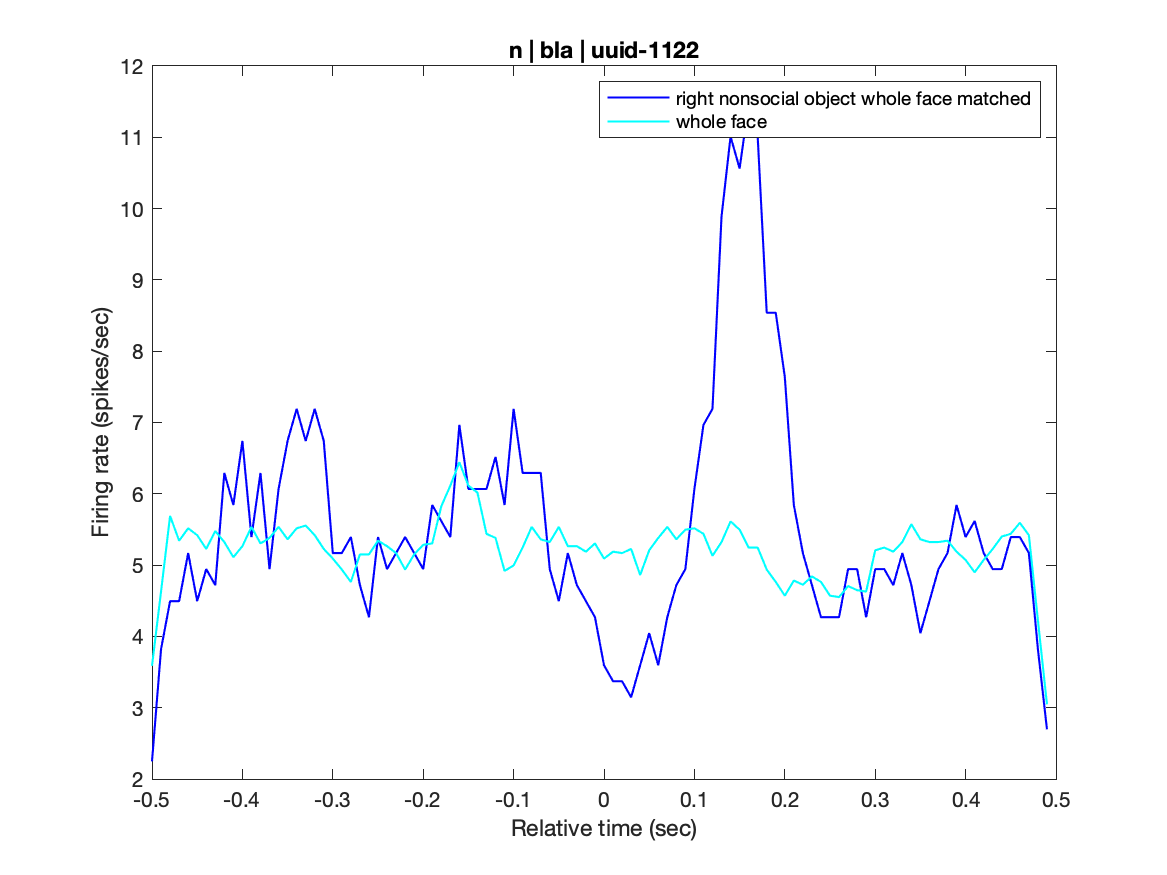 n | bla | uuid-1122
right nonsocial object whole face matched
whole face
Firing rate (spikes/sec)
12
11
10
9
8
7
6
5
4
3
2
-0.5 -0.4 -0.3 -0.2 -0.1 0 0.1 0.2 0.3 0.4 0.5
Relative time (sec)